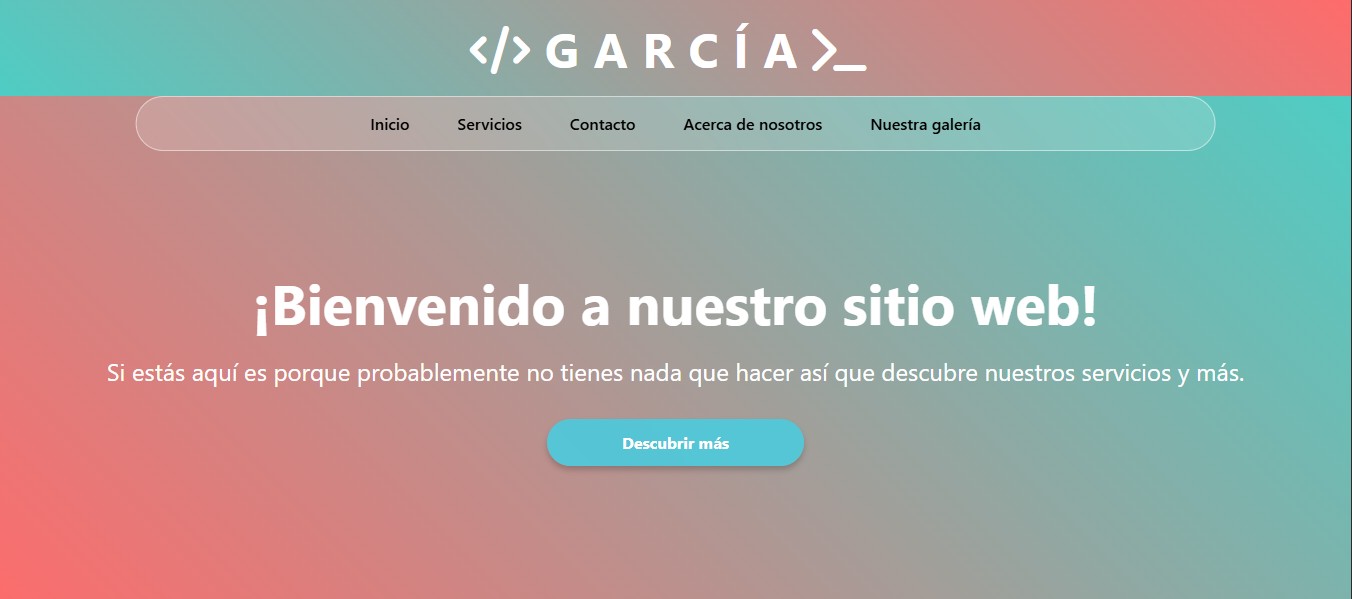 </> GARCÍA >_
Inicio Servicios Contacto Acerca de nosotros Nuestra galería
¡Bienvenido a nuestro sitio web!
Si estás aquí es porque probablemente no tienes nada que hacer así que descubre nuestros servicios y más.
Descubrir más